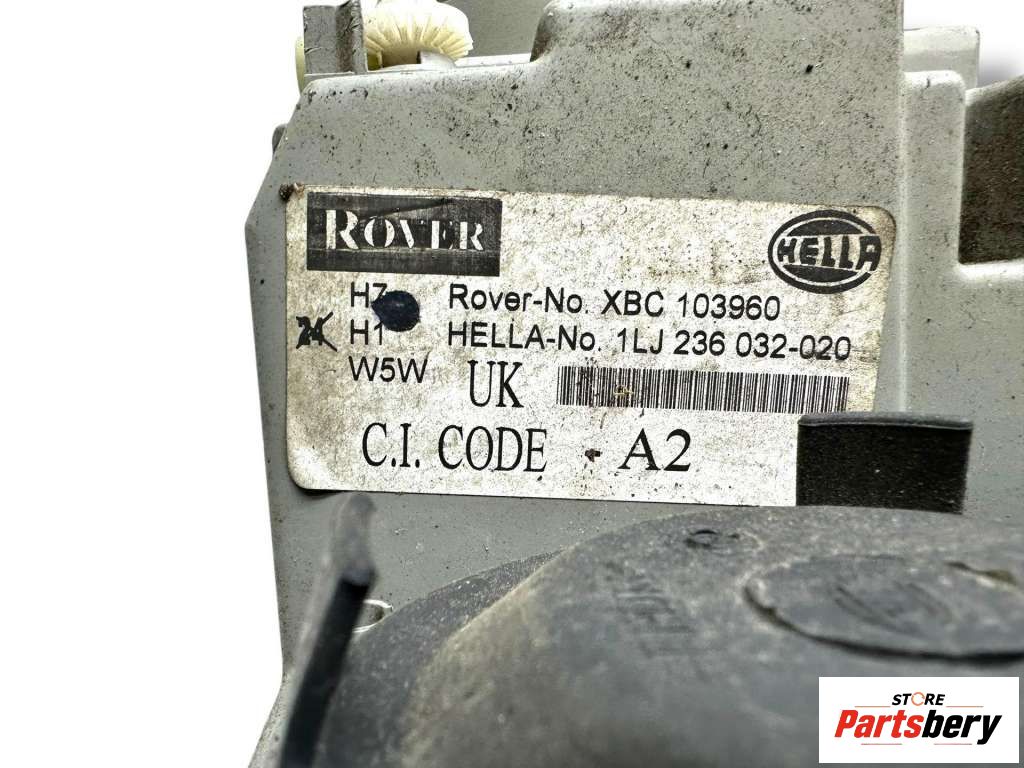 ROVER
HELLA
H7 Rover-No. XBC 103960
H1 HELLA-No. 1LJ 236 032-020
W5W UK
C.I. CODE - A2
STORE
Partsbery